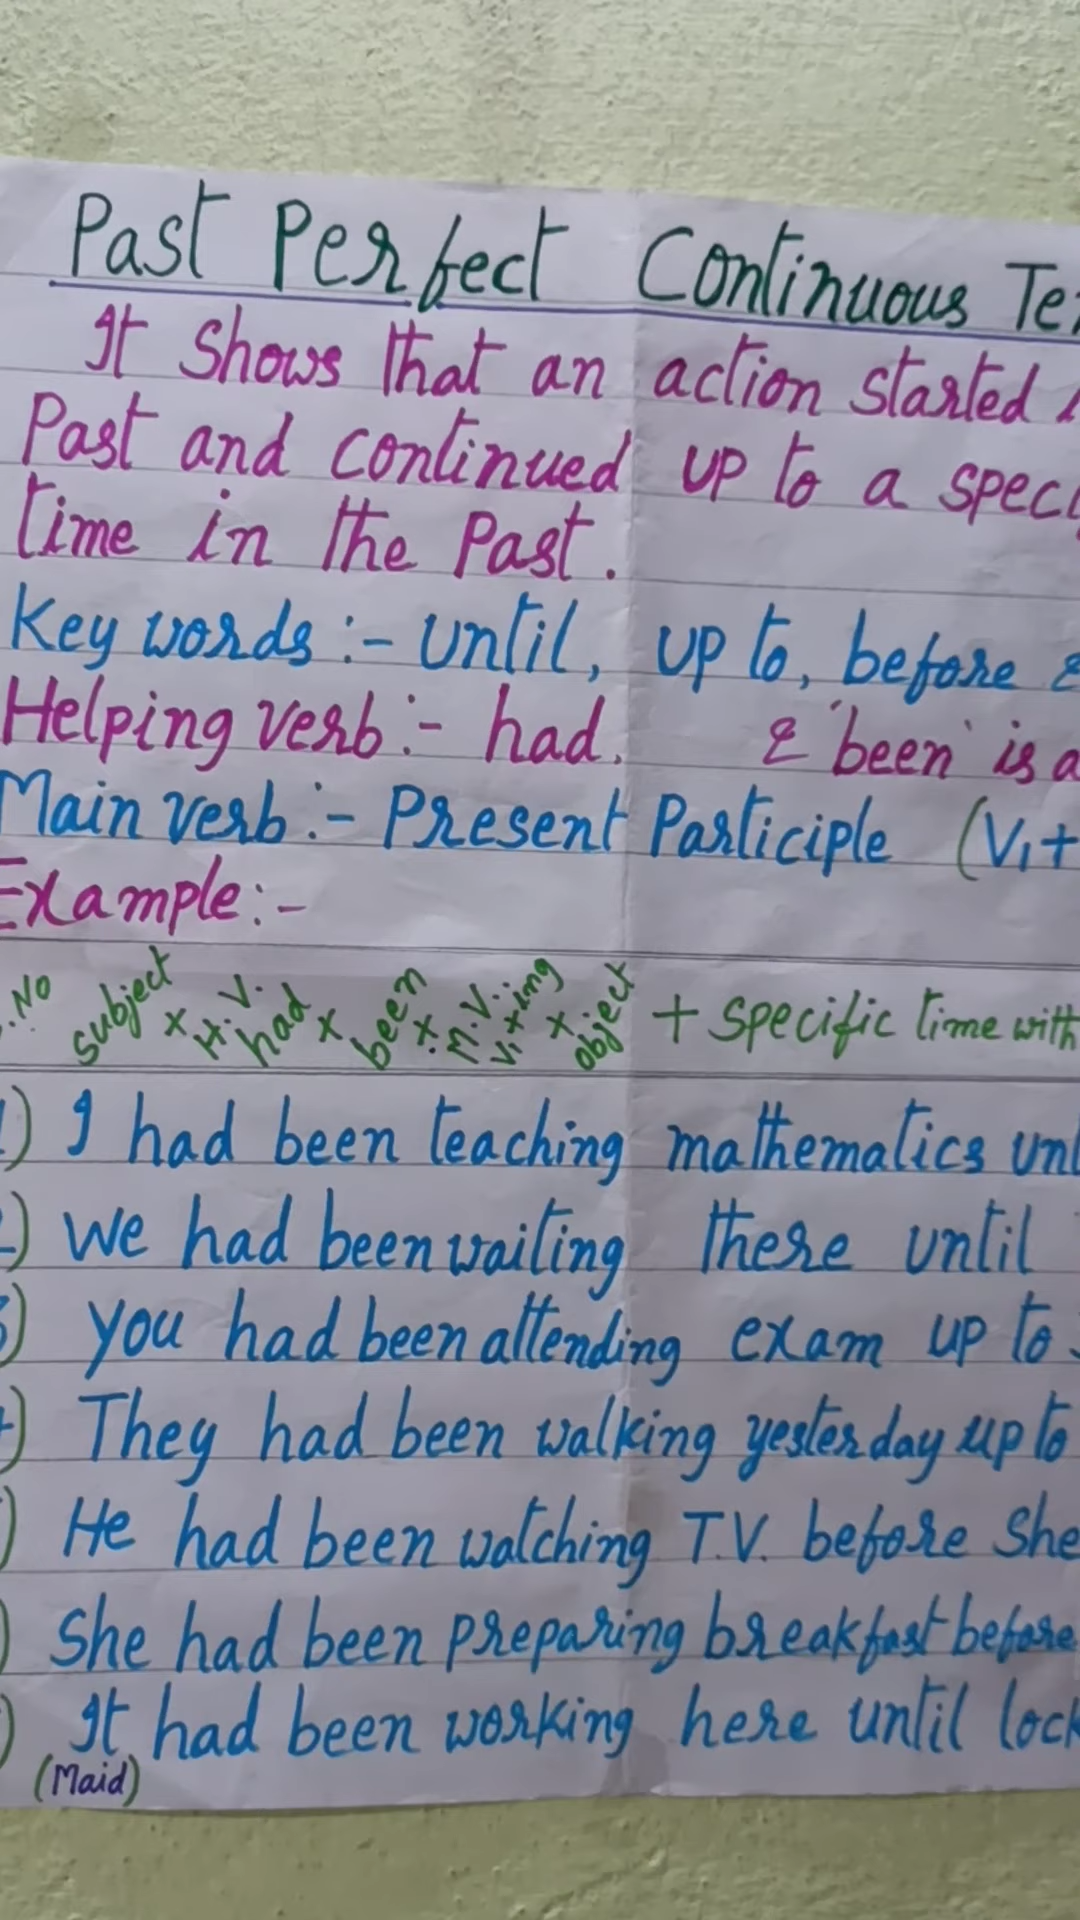 Past Perfect Continuous
It shows that an action started
Past and continued up to a
time in the Past.
Key words :- until, up to, before &
Helping verb :- had. & 'been' is
Main verb :- Present Participle (V1+
Example :-
No subject x H.V. had x been x M.V. V1+ing x object + specific time with
1) I had been teaching mathematics
2) We had been waiting there until
3) you had been attending exam up to
They had been walking yesterday up to
) He had been watching T.V. before She
) She had been preparing breakfast before
) It had been working here until
(Maid)